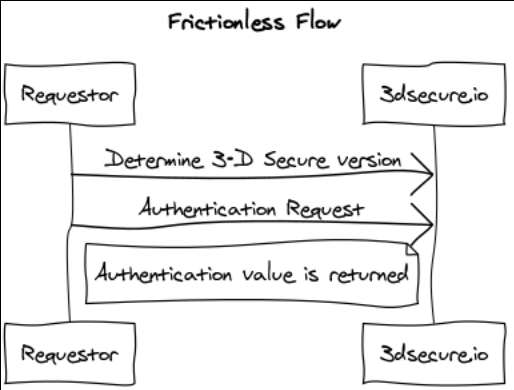 Frictionless Flow
Requestor
3dsecure.io
Determine 3-D Secure version
Authentication Request
Authentication value is returned
Requestor
3dsecure.io